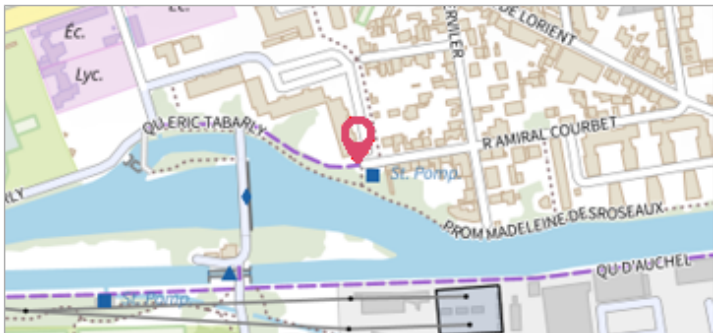 Éc.
Éc.
Lyc.
ERVILER
DE LORIENT
QU ERIC TABARLY
R AMIRAL COURBET
St. Pomp.
RLY
PROM MADELEINE DES ROSEAUX
QU D'AUCHEL
St. Pomp.